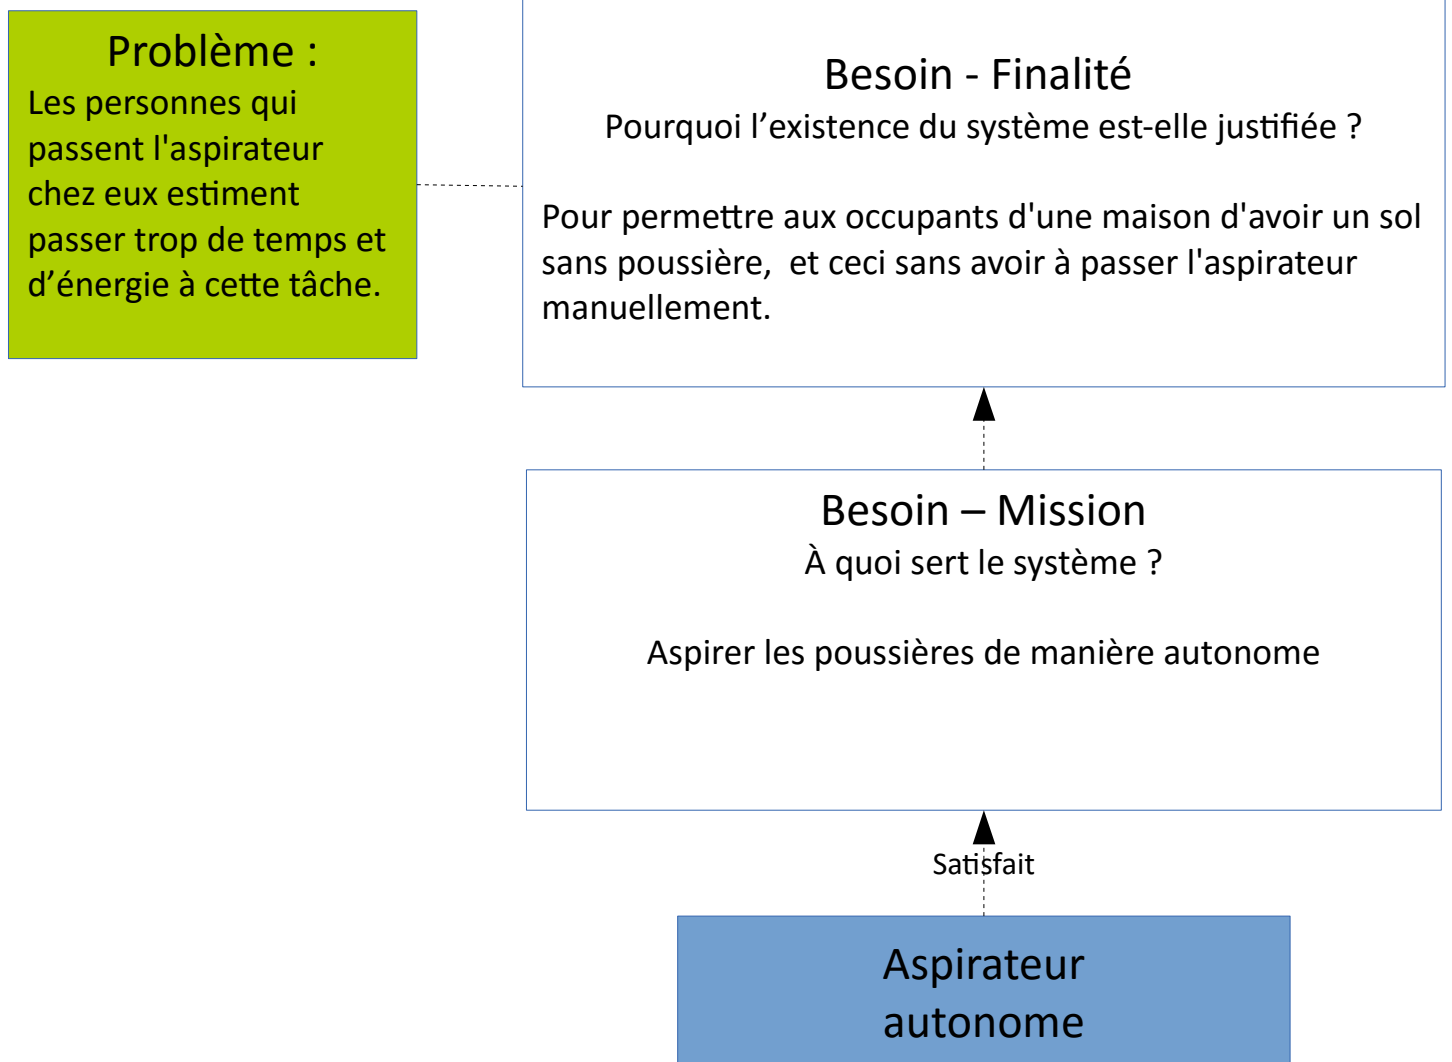 Problème :
Les personnes qui
passent l'aspirateur
chez eux estiment
passer trop de temps et
d’énergie à cette tâche.
Besoin - Finalité
Pourquoi l’existence du système est-elle justifiée ?
Pour permettre aux occupants d'une maison d'avoir un sol
sans poussière,  et ceci sans avoir à passer l'aspirateur
manuellement.
Besoin – Mission
À quoi sert le système ?
Aspirer les poussières de manière autonome
Satisfait
Aspirateur
autonome